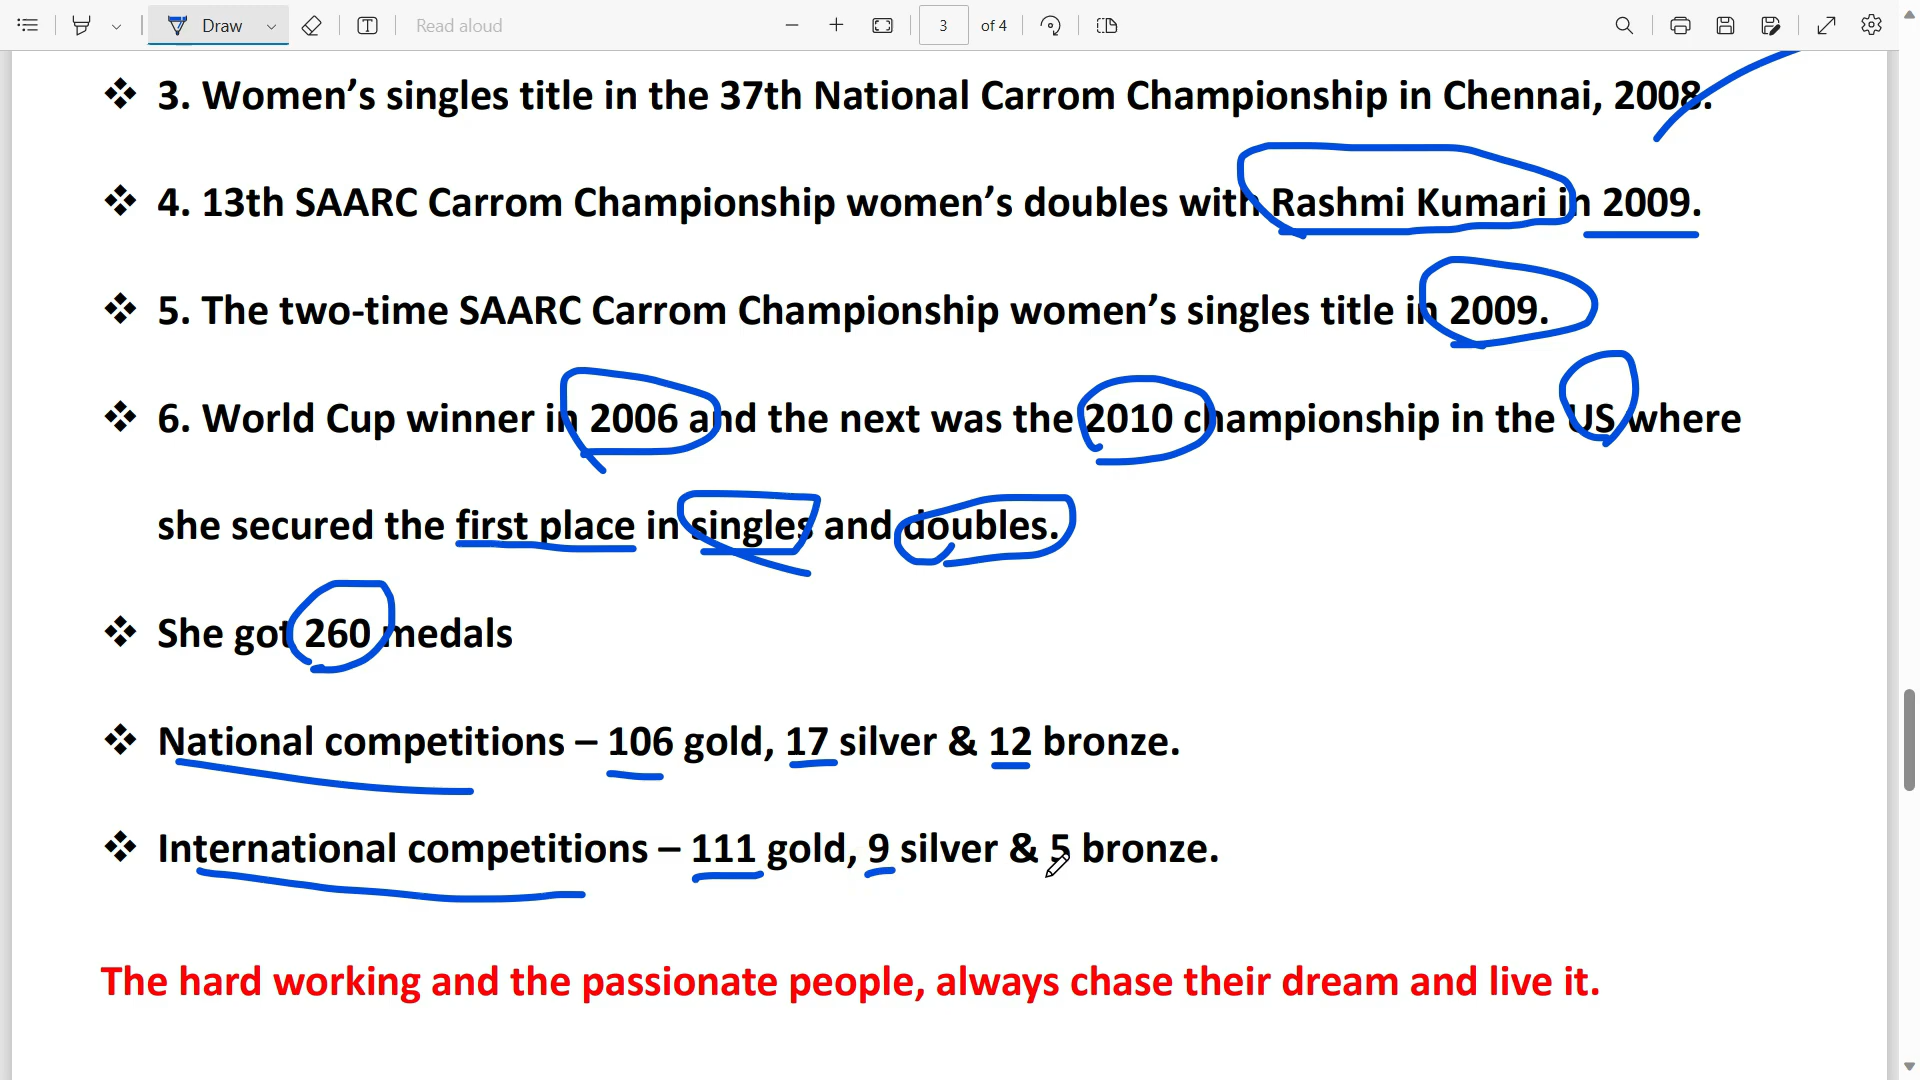 Draw
Read aloud
3 of 4
❖ 3. Women’s singles title in the 37th National Carrom Championship in Chennai, 2008.
❖ 4. 13th SAARC Carrom Championship women’s doubles with Rashmi Kumari in 2009.
❖ 5. The two-time SAARC Carrom Championship women’s singles title in 2009.
❖ 6. World Cup winner in 2006 and the next was the 2010 championship in the US where
she secured the first place in singles and doubles.
❖ She got 260 medals
❖ National competitions – 106 gold, 17 silver & 12 bronze.
❖ International competitions – 111 gold, 9 silver & 5 bronze.
The hard working and the passionate people, always chase their dream and live it.